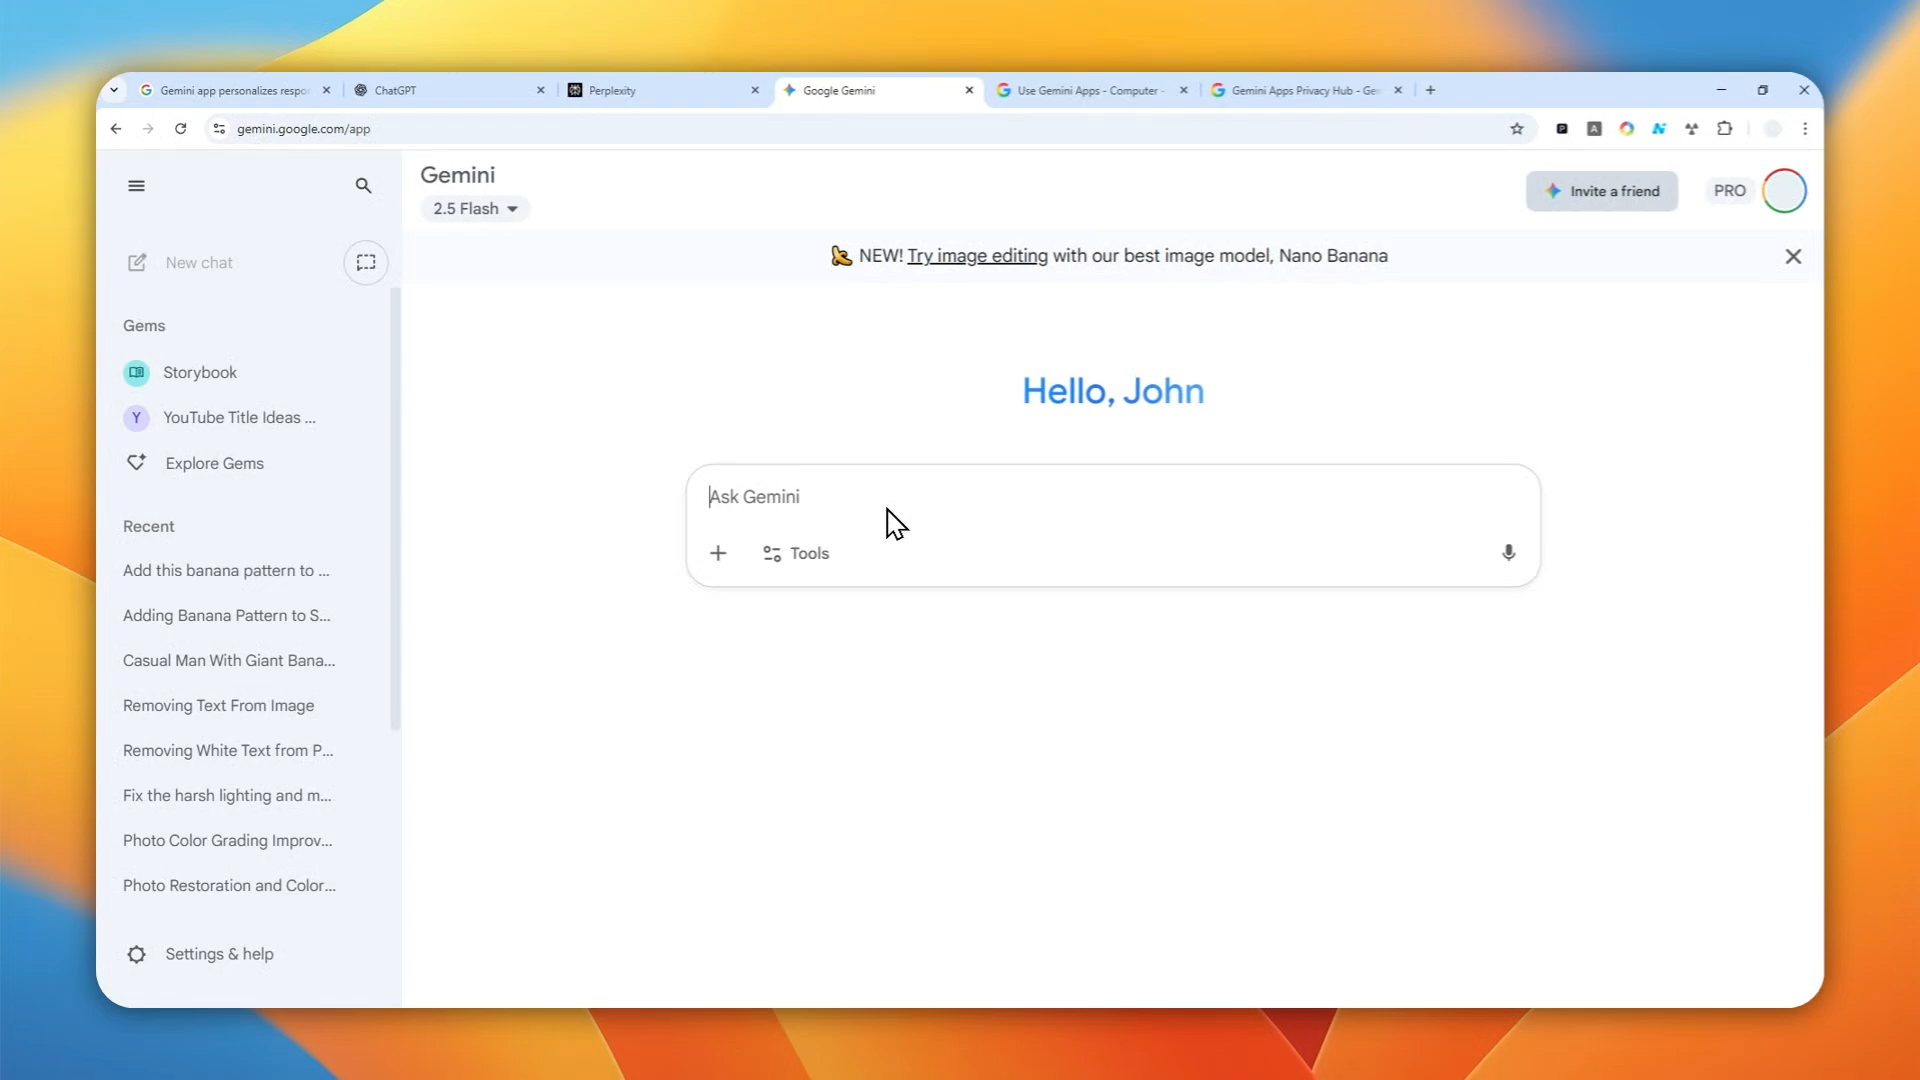 Gemini app personalizes respo
ChatGPT
Perplexity
Google Gemini
Use Gemini Apps - Computer -
Gemini Apps Privacy Hub - Ge
gemini.google.com/app
Gemini
2.5 Flash
Invite a friend
PRO
NEW! Try image editing with our best image model, Nano Banana
New chat
Gems
Storybook
Y
YouTube Title Ideas ...
Explore Gems
Recent
Add this banana pattern to ...
Adding Banana Pattern to S...
Casual Man With Giant Bana...
Removing Text From Image
Removing White Text from P...
Fix the harsh lighting and m...
Photo Color Grading Improv...
Photo Restoration and Color...
Settings & help
Hello, John
Ask Gemini
Tools